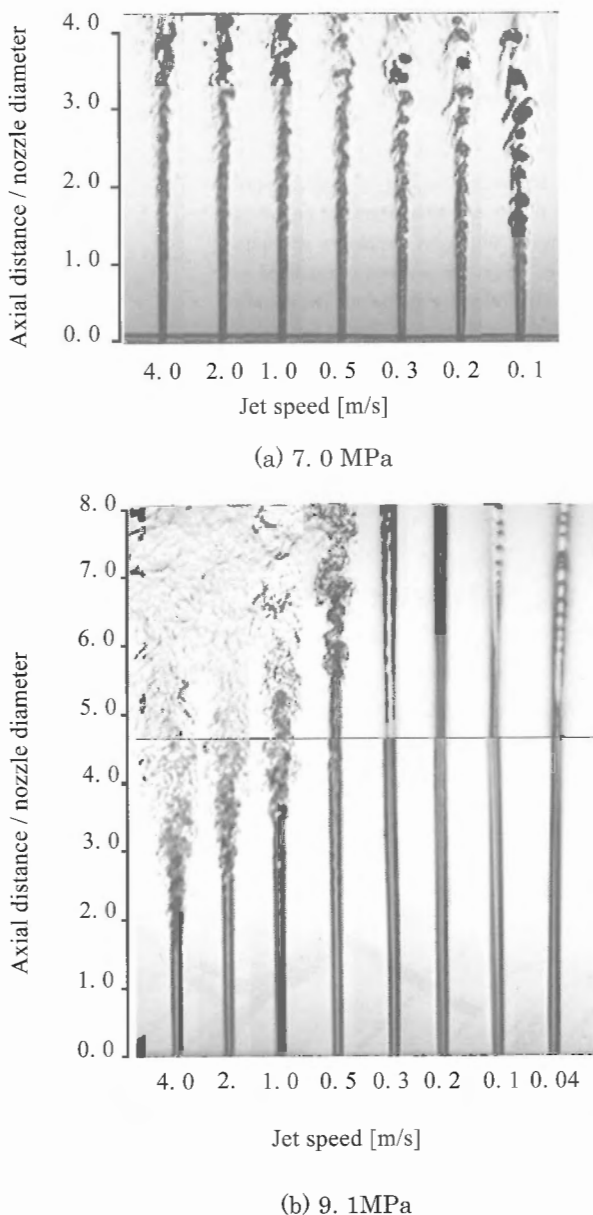 Axial distance / nozzle diameter
4. 0
3. 0
2. 0
1. 0
0. 0
4. 0 2. 0 1. 0 0. 5 0. 3 0. 2 0. 1
Jet speed [m/s]
(a) 7. 0 MPa
Axial distance / nozzle diameter
8. 0
7. 0
6. 0
5. 0
4. 0
3. 0
2. 0
1. 0
0. 0
4. 0 2. 1. 0 0. 5 0. 3 0. 2 0. 1 0. 04
Jet speed [m/s]
(b) 9. 1MPa